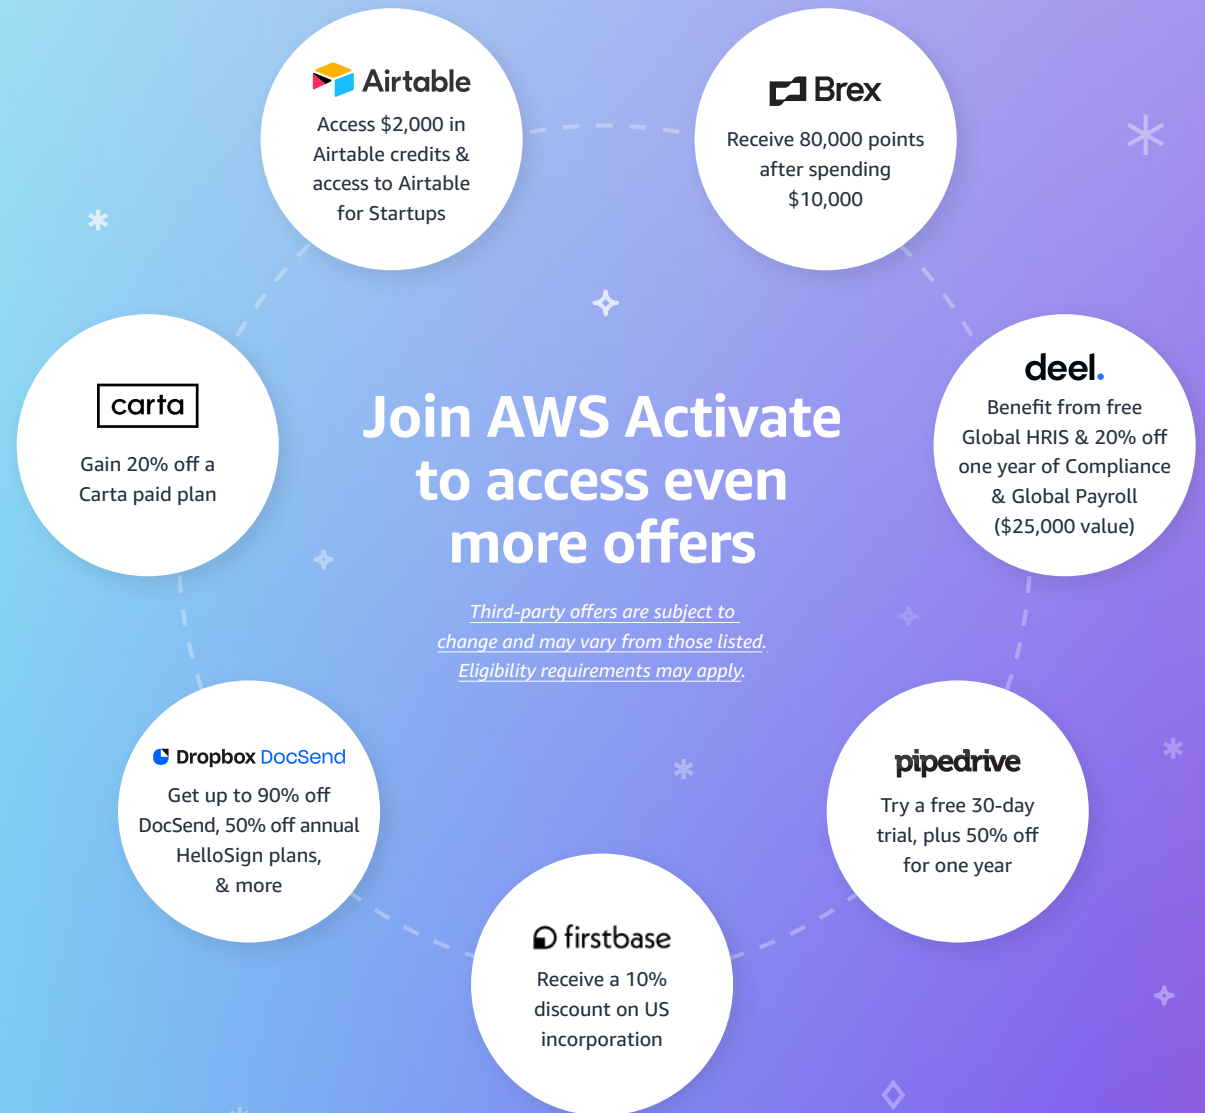 Airtable
Access $2,000 in
Airtable credits &
access to Airtable
for Startups
Brex
Receive 80,000 points
after spending
$10,000
carta
Gain 20% off a
Carta paid plan
Join AWS Activate
to access even
more offers
Third-party offers are subject to
change and may vary from those listed.
Eligibility requirements may apply.
deel.
Benefit from free
Global HRIS & 20% off
one year of Compliance
& Global Payroll
($25,000 value)
Dropbox DocSend
Get up to 90% off
DocSend, 50% off annual
HelloSign plans,
& more
pipedrive
Try a free 30-day
trial, plus 50% off
for one year
firstbase
Receive a 10%
discount on US
incorporation